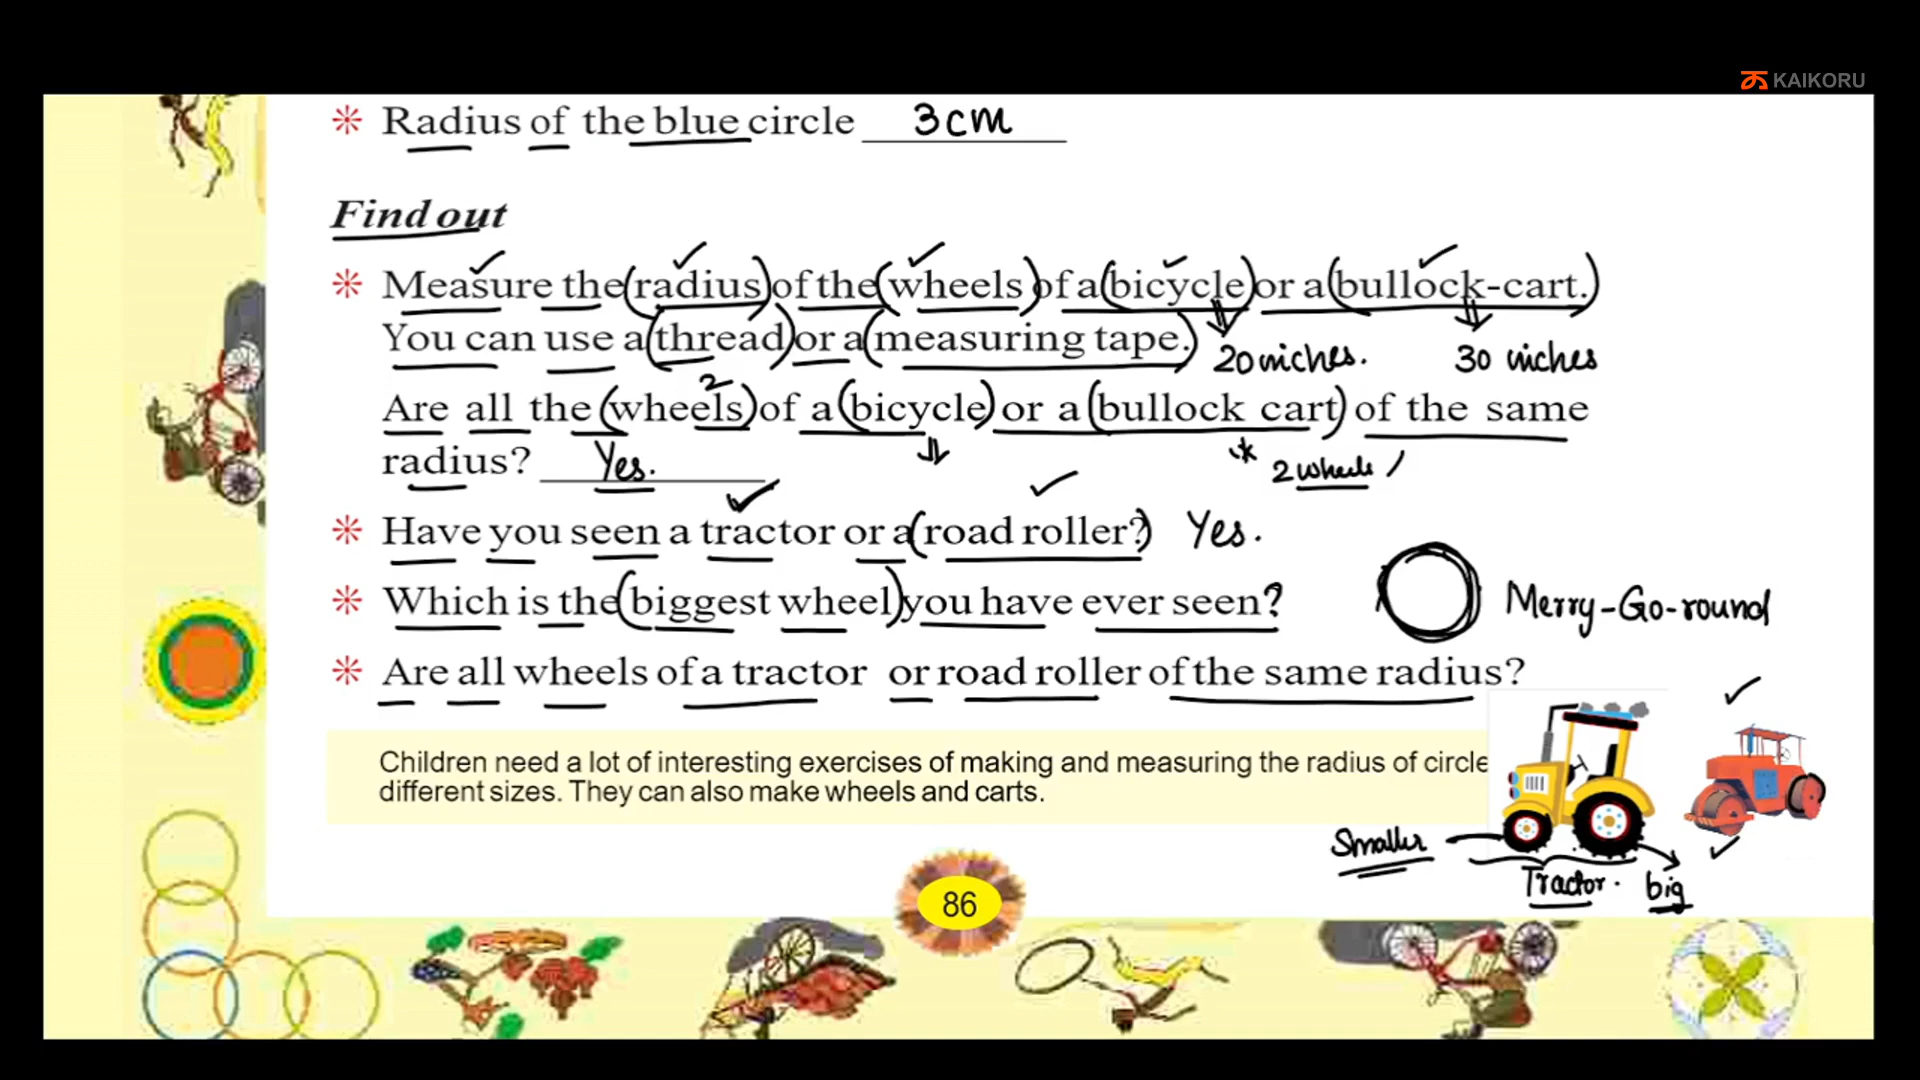 KAIKORU
Radius of the blue circle 3 cm
Find out
Measure the (radius) of the (wheels) of a (bicycle) or a (bullock-cart.)
You can use a (thread) or a (measuring tape.) 20 inches. 30 inches
2
Are all the (wheels) of a (bicycle) or a (bullock cart) of the same
radius? Yes. 2 wheels
Have you seen a tractor or a (road roller?) Yes.
Which is the (biggest wheel) you have ever seen? Merry-Go-round
Are all wheels of a tractor or road roller of the same radius?
Children need a lot of interesting exercises of making and measuring the radius of circle
different sizes. They can also make wheels and carts.
Smaller
Tractor. big
86